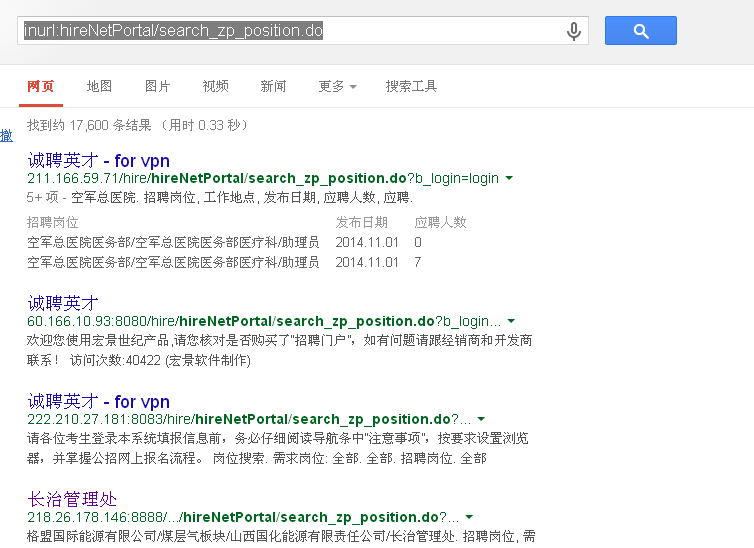 inurl:hireNetPortal/search_zp_position.do
网页 地图 图片 视频 新闻 更多 搜索工具
找到约 17,600 条结果 （用时 0.33 秒）
撤
诚聘英才 - for vpn
211.166.59.71/hire/hireNetPortal/search_zp_position.do?b_login=login
5+ 项 - 空军总医院. 招聘岗位, 工作地点, 发布日期, 应聘人数, 应聘.
招聘岗位 发布日期 应聘人数
空军总医院医务部/空军总医院医务部医疗科/助理员 2014.11.01 0
空军总医院医务部/空军总医院医务部医疗科/助理员 2014.11.01 7
诚聘英才
60.166.10.93:8080/hire/hireNetPortal/search_zp_position.do?b_login...
欢迎您使用宏景世纪产品,请您核对是否购买了"招聘门户"，如有问题请跟经销商和开发商
联系！ 访问次数:40422 (宏景软件制作)
诚聘英才 - for vpn
222.210.27.181:8083/hire/hireNetPortal/search_zp_position.do?...
请各位考生登录本系统填报信息前，务必仔细阅读导航条中"注意事项"，按要求设置浏览
器，并掌握公招网上报名流程。 岗位搜索. 需求岗位: 全部. 全部. 招聘岗位. 全部
长治管理处
218.26.178.146:8888/.../hireNetPortal/search_zp_position.do?...
格盟国际能源有限公司/煤层气板块/山西国化能源有限责任公司/长治管理处. 招聘岗位, 需